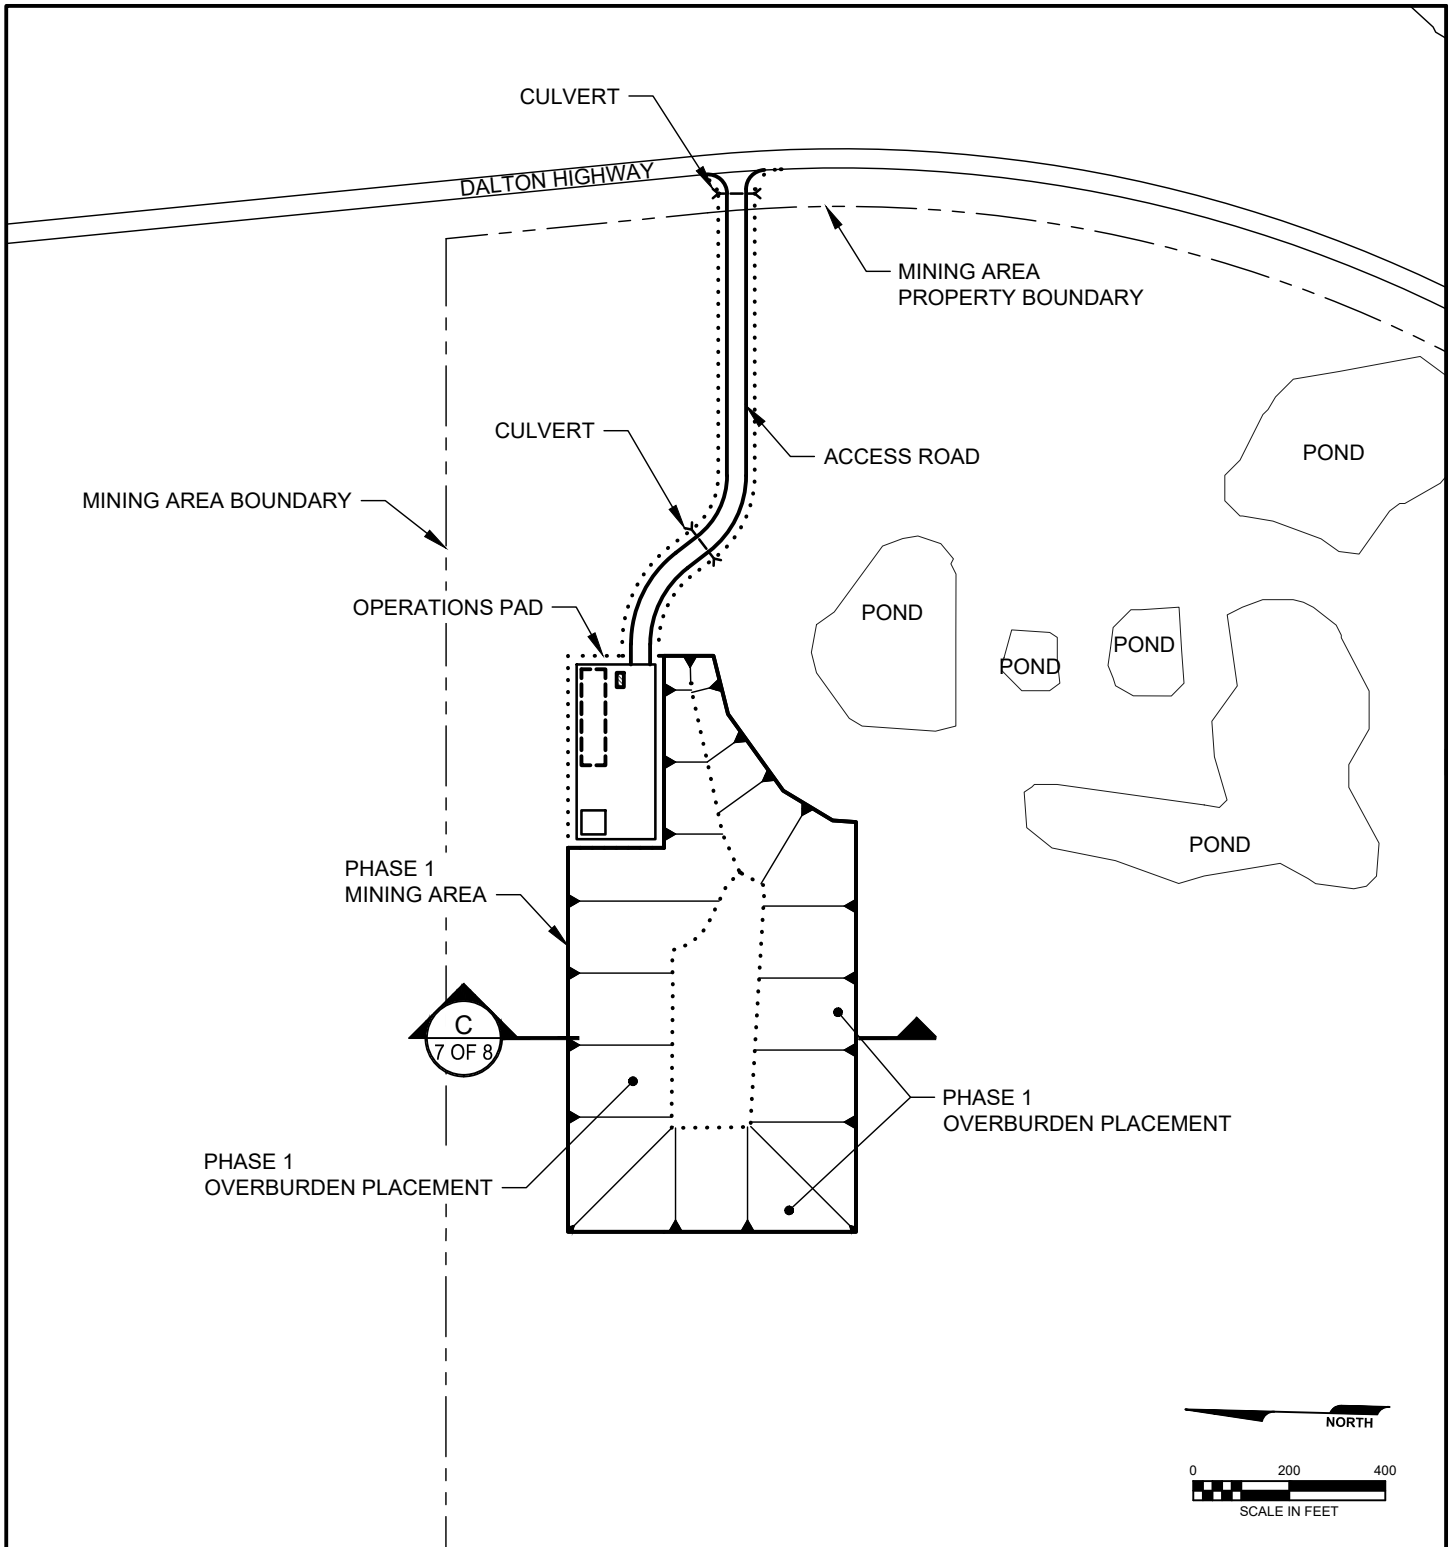 CULVERT
DALTON HIGHWAY
MINING AREA
PROPERTY BOUNDARY
CULVERT
ACCESS ROAD
POND
MINING AREA BOUNDARY
OPERATIONS PAD
POND
POND
POND
POND
PHASE 1
MINING AREA
C
7 OF 8
PHASE 1
OVERBURDEN PLACEMENT
PHASE 1
OVERBURDEN PLACEMENT
NORTH
0 200 400
SCALE IN FEET